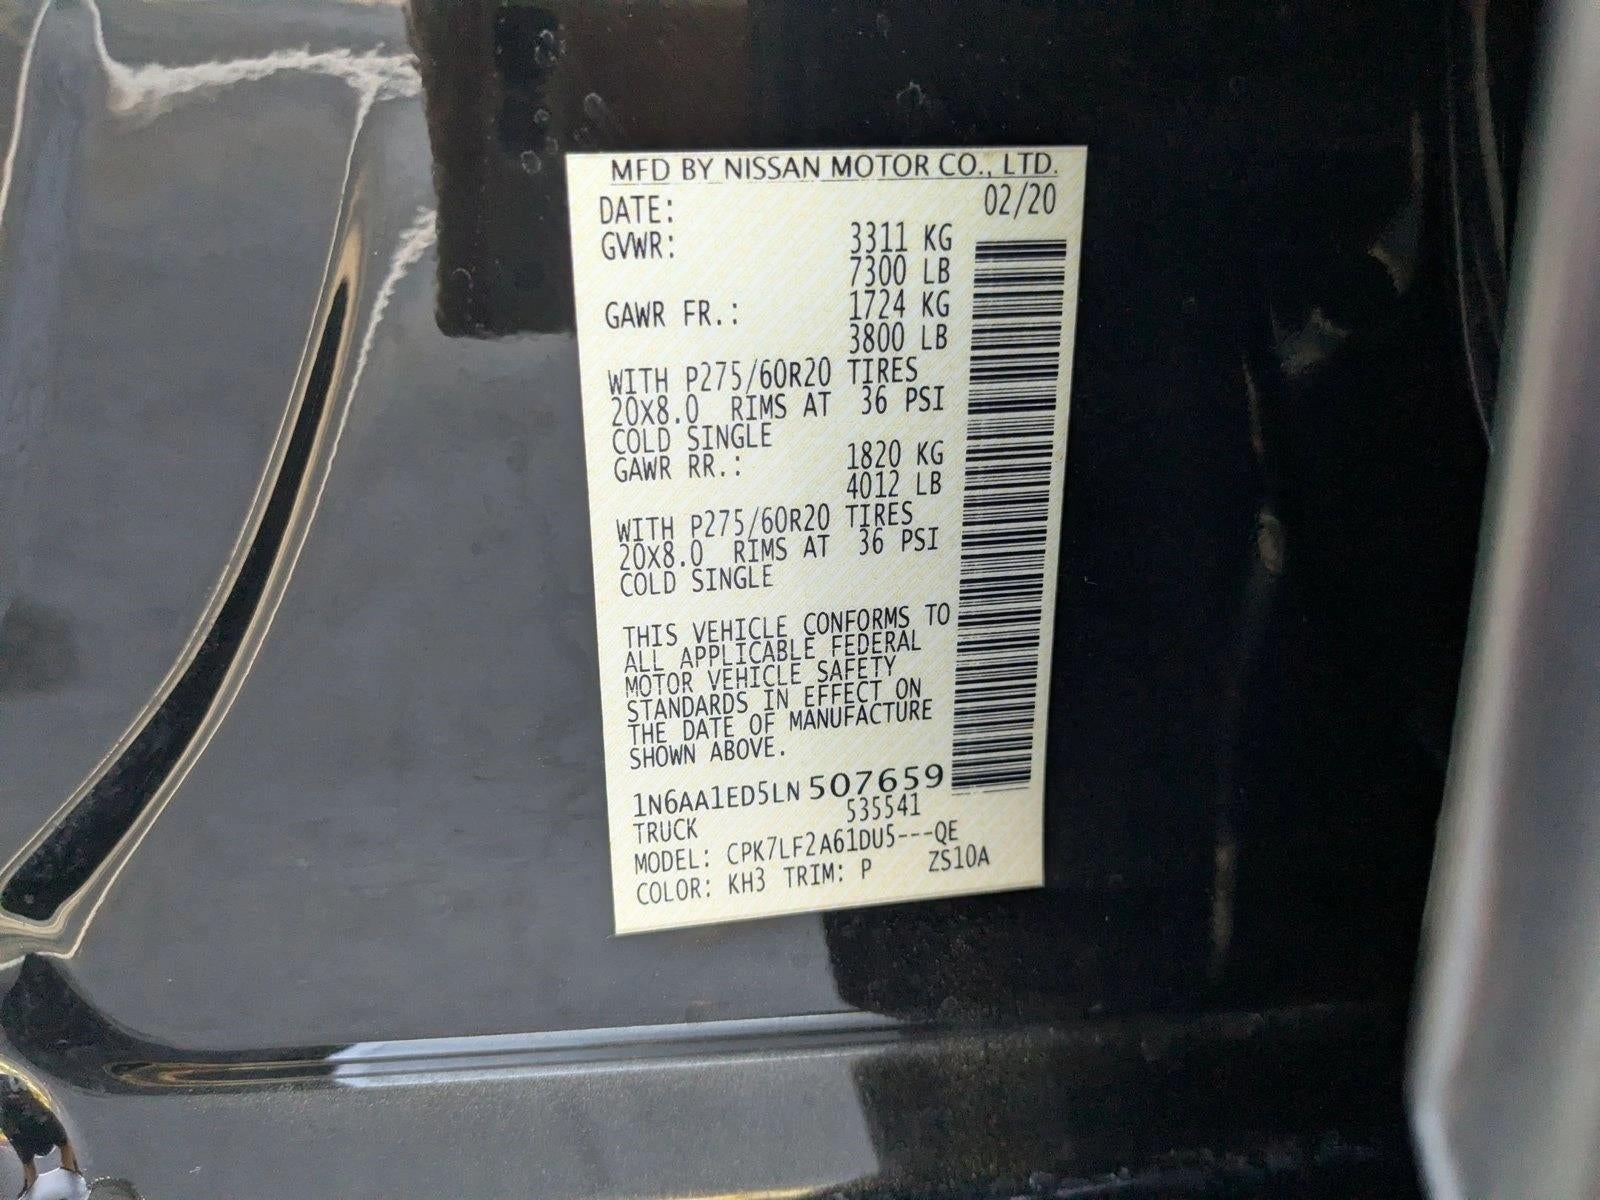 MFD BY NISSAN MOTOR CO., LTD.
DATE: 02/20
GVWR: 3311 KG
7300 LB
GAWR FR.: 1724 KG
3800 LB
WITH P275/60R20 TIRES
20X8.0 RIMS AT 36 PSI
COLD SINGLE
GAWR RR.: 1820 KG
4012 LB
WITH P275/60R20 TIRES
20X8.0 RIMS AT 36 PSI
COLD SINGLE
THIS VEHICLE CONFORMS TO
ALL APPLICABLE FEDERAL
MOTOR VEHICLE SAFETY
STANDARDS IN EFFECT ON
THE DATE OF MANUFACTURE
SHOWN ABOVE.
1N6AA1ED5LN 507659
TRUCK 535541
MODEL: CPK7LF2A61DU5---QE
COLOR: KH3 TRIM: P ZS10A